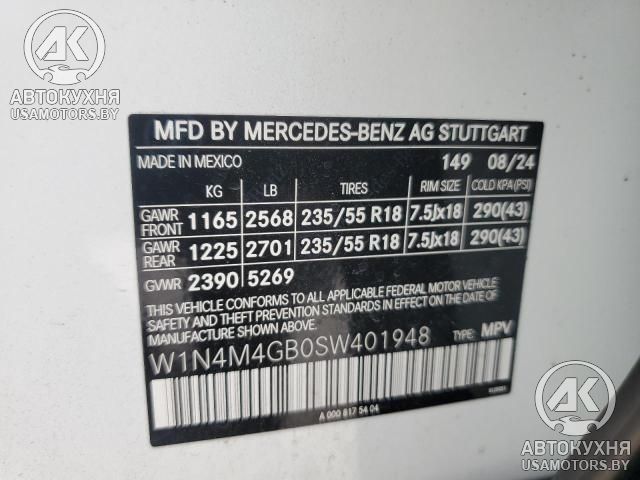 АВТОКУХНЯ
USAMOTORS.BY
MFD BY MERCEDES-BENZ AG STUTTGART
MADE IN MEXICO 149 08/24
KG LB TIRES RIM SIZE COLD KPA(PSI)
GAWR FRONT 1165 2568 235/55 R18 7.5Jx18 290(43)
GAWR REAR 1225 2701 235/55 R18 7.5Jx18 290(43)
GVWR 2390 5269
THIS VEHICLE CONFORMS TO ALL APPLICABLE FEDERAL MOTOR VEHICLE
SAFETY, BUMPER, AND THEFT PREVENTION STANDARDS IN EFFECT
ON THE DATE OF MANUFACTURE SHOWN ABOVE.
W1N4M4GB0SW401948 TYPE: MPV
A 000 817 54 04
АВТОКУХНЯ
USAMOTORS.BY